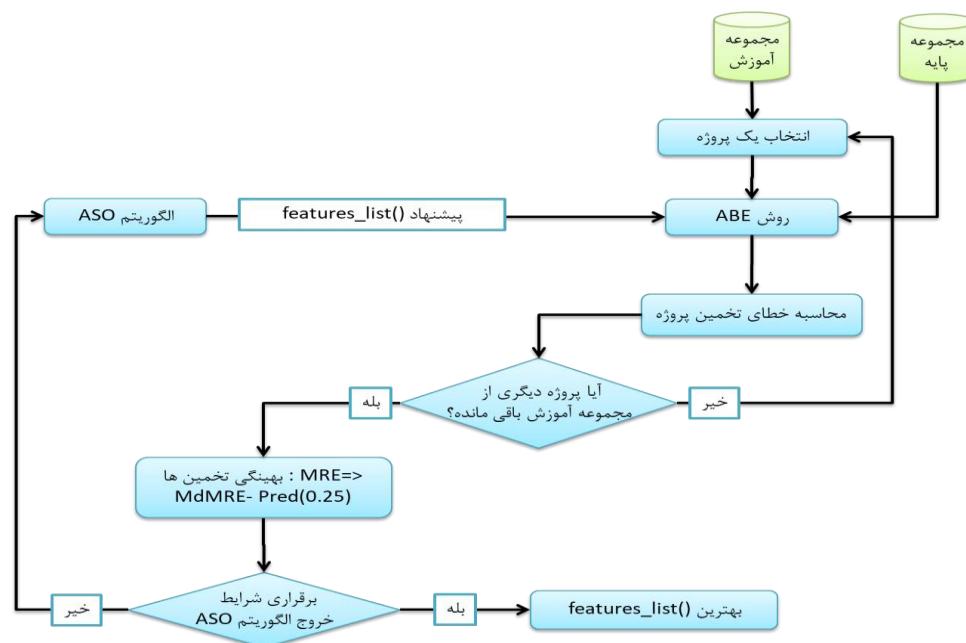 مجموعه
آموزش
مجموعه
پایه
انتخاب یک پروژه
الگوریتم ASO
پیشنهاد features_list()
روش ABE
محاسبه خطای تخمین پروژه
آیا پروژه دیگری از
مجموعه آموزش باقی مانده؟
خیر
بله
MRE=> : بهینگی تخمین ها
MdMRE- Pred(0.25)
برقراری شرایط
خروج الگوریتم ASO
خیر
بله
بهترین features_list()